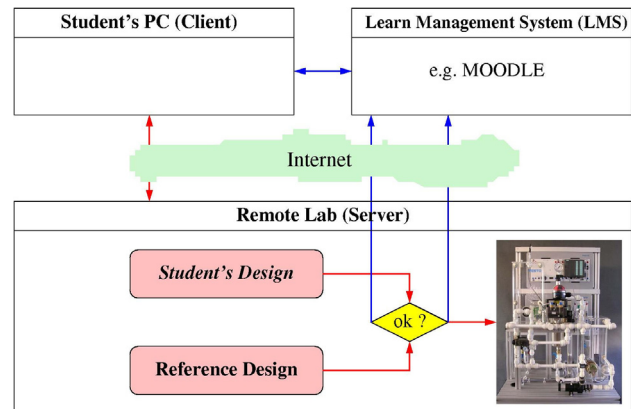 Student's PC (Client)
Learn Management System (LMS)
e.g. MOODLE
Internet
Remote Lab (Server)
Student's Design
ok ?
Reference Design